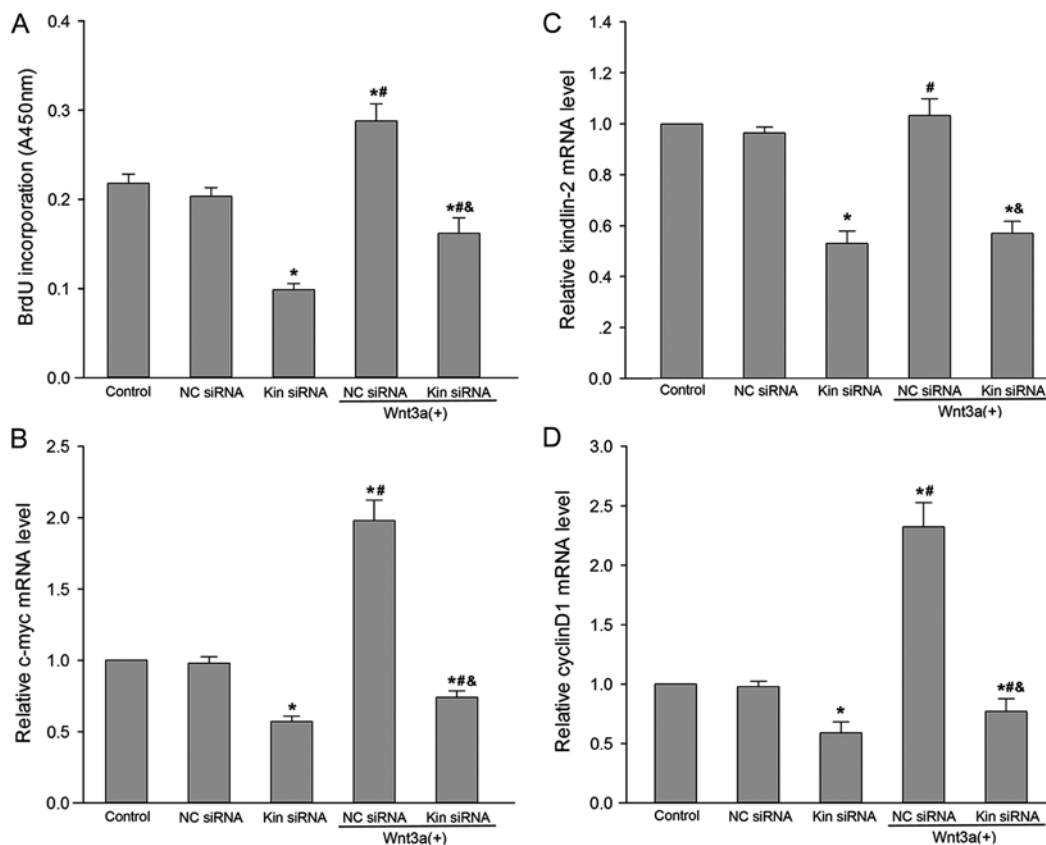 A
BrdU incorporation (A450nm)
0.4
0.3
0.2
0.1
0.0
*
*#
*#&
Control NC siRNA Kin siRNA NC siRNA Kin siRNA
Wnt3a(+)
C
Relative kindlin-2 mRNA level
1.4
1.2
1.0
0.8
0.6
0.4
.2
0.0
*
#
*&
Control NC siRNA Kin siRNA NC siRNA Kin siRNA
Wnt3a(+)
B
Relative c-myc mRNA level
2.5
2.0
1.5
1.0
0.5
0.0
*
*#
*#&
Control NC siRNA Kin siRNA NC siRNA Kin siRNA
Wnt3a(+)
D
Relative cyclinD1 mRNA level
3.0
2.5
2.0
1.5
1.0
0.5
0.0
*
*#
*#&
Control NC siRNA Kin siRNA NC siRNA Kin siRNA
Wnt3a(+)